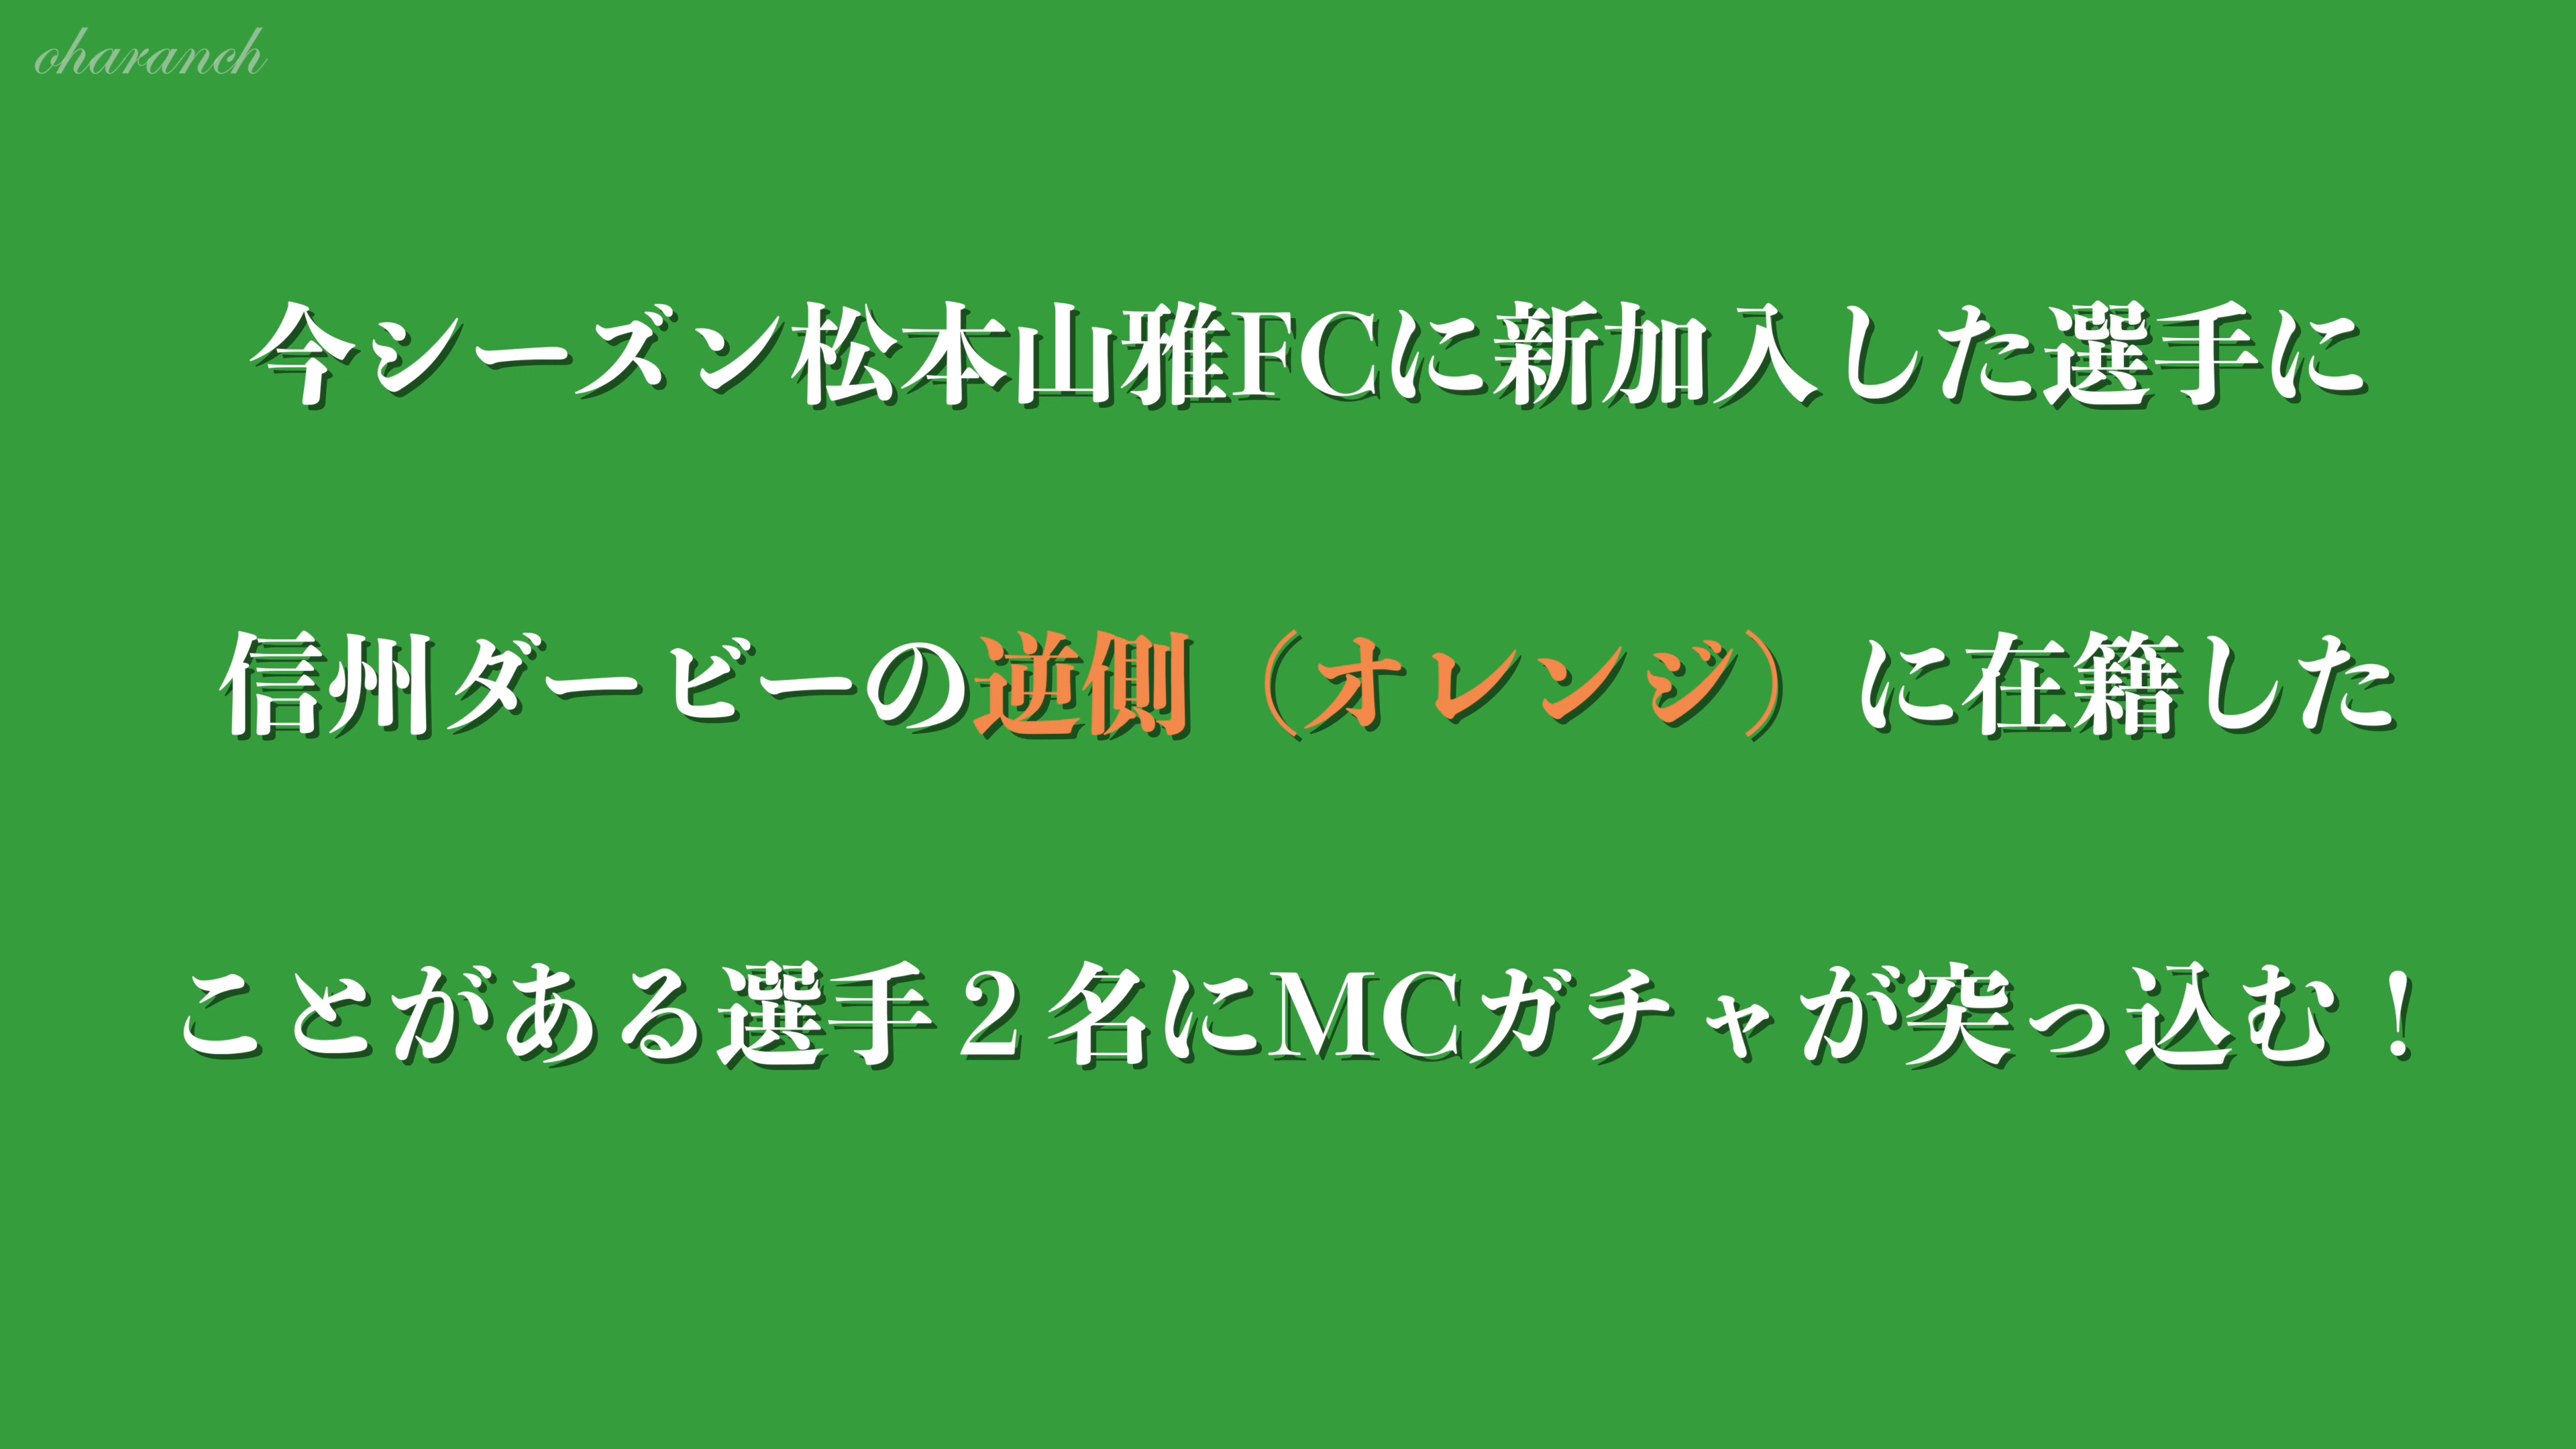 oharanch
今シーズン松本山雅FCに新加入した選手に
信州ダービーの逆側（オレンジ）に在籍した
ことがある選手２名にMCガチャが突っ込む！